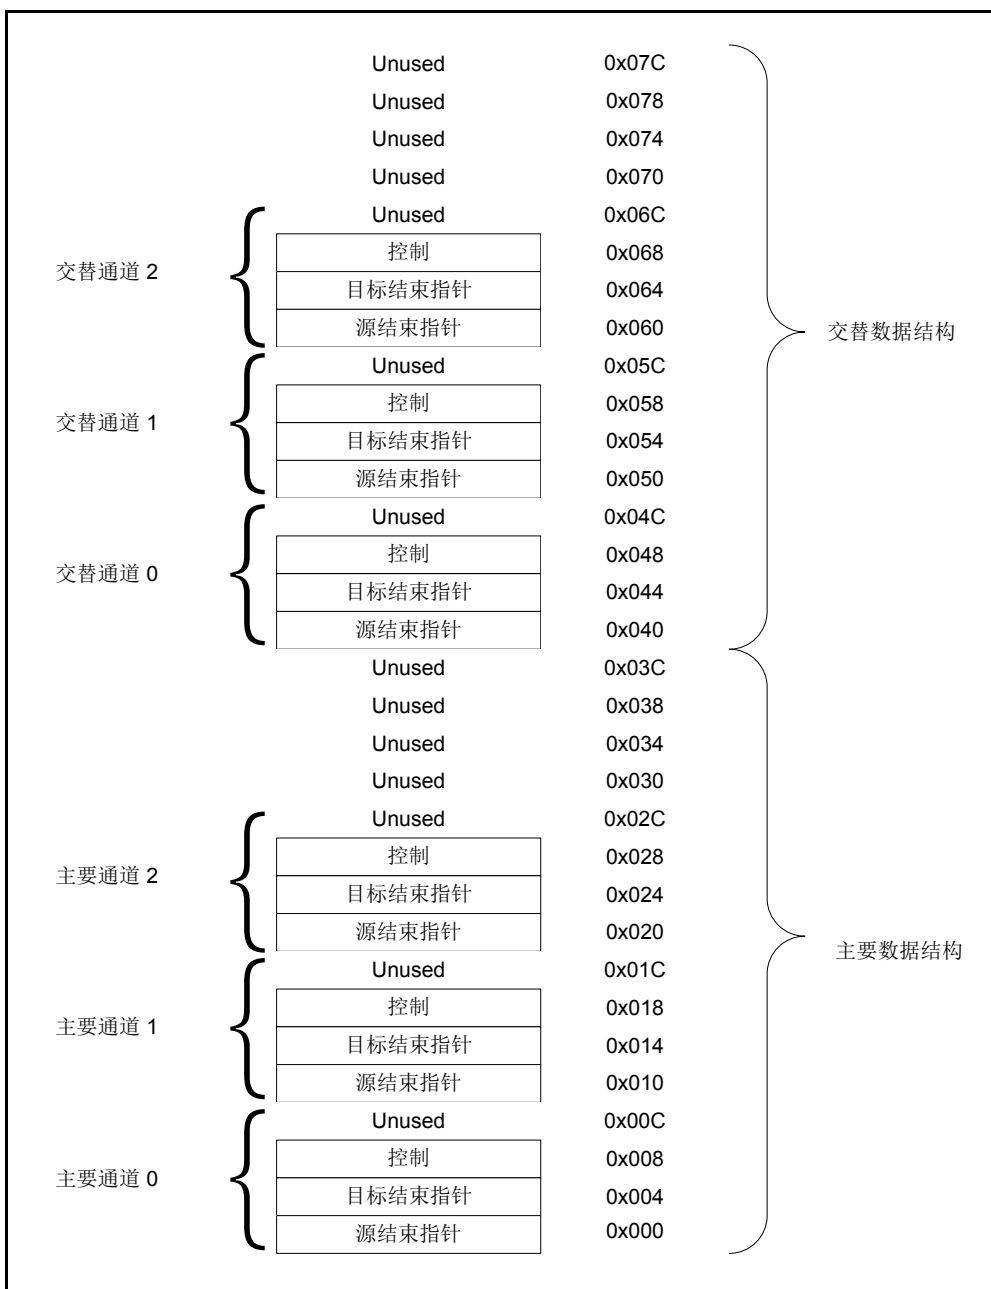 Unused 0x07C
Unused 0x078
Unused 0x074
Unused 0x070
Unused 0x06C
控制 0x068
交替通道 2
目标结束指针 0x064
源结束指针 0x060
交替数据结构
Unused 0x05C
控制 0x058
交替通道 1
目标结束指针 0x054
源结束指针 0x050
Unused 0x04C
控制 0x048
交替通道 0
目标结束指针 0x044
源结束指针 0x040
Unused 0x03C
Unused 0x038
Unused 0x034
Unused 0x030
Unused 0x02C
控制 0x028
主要通道 2
目标结束指针 0x024
源结束指针 0x020
主要数据结构
Unused 0x01C
控制 0x018
主要通道 1
目标结束指针 0x014
源结束指针 0x010
Unused 0x00C
控制 0x008
主要通道 0
目标结束指针 0x004
源结束指针 0x000